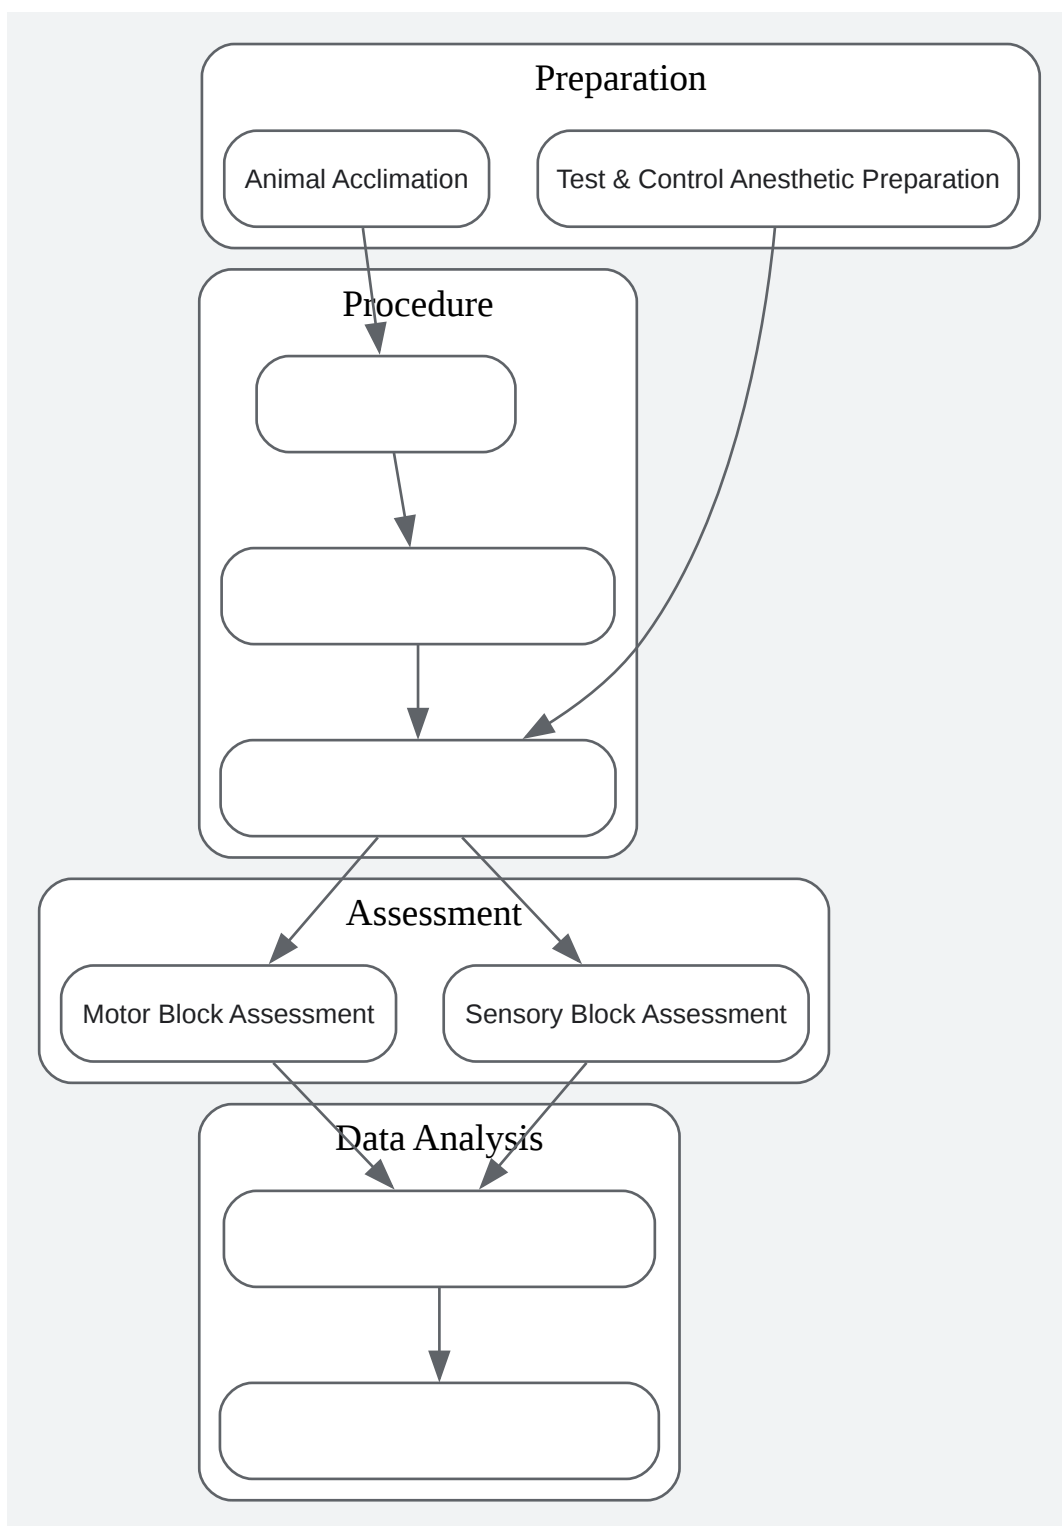 Preparation
Animal Acclimation
Test & Control Anesthetic Preparation
Procedure
Assessment
Motor Block Assessment
Sensory Block Assessment
Data Analysis